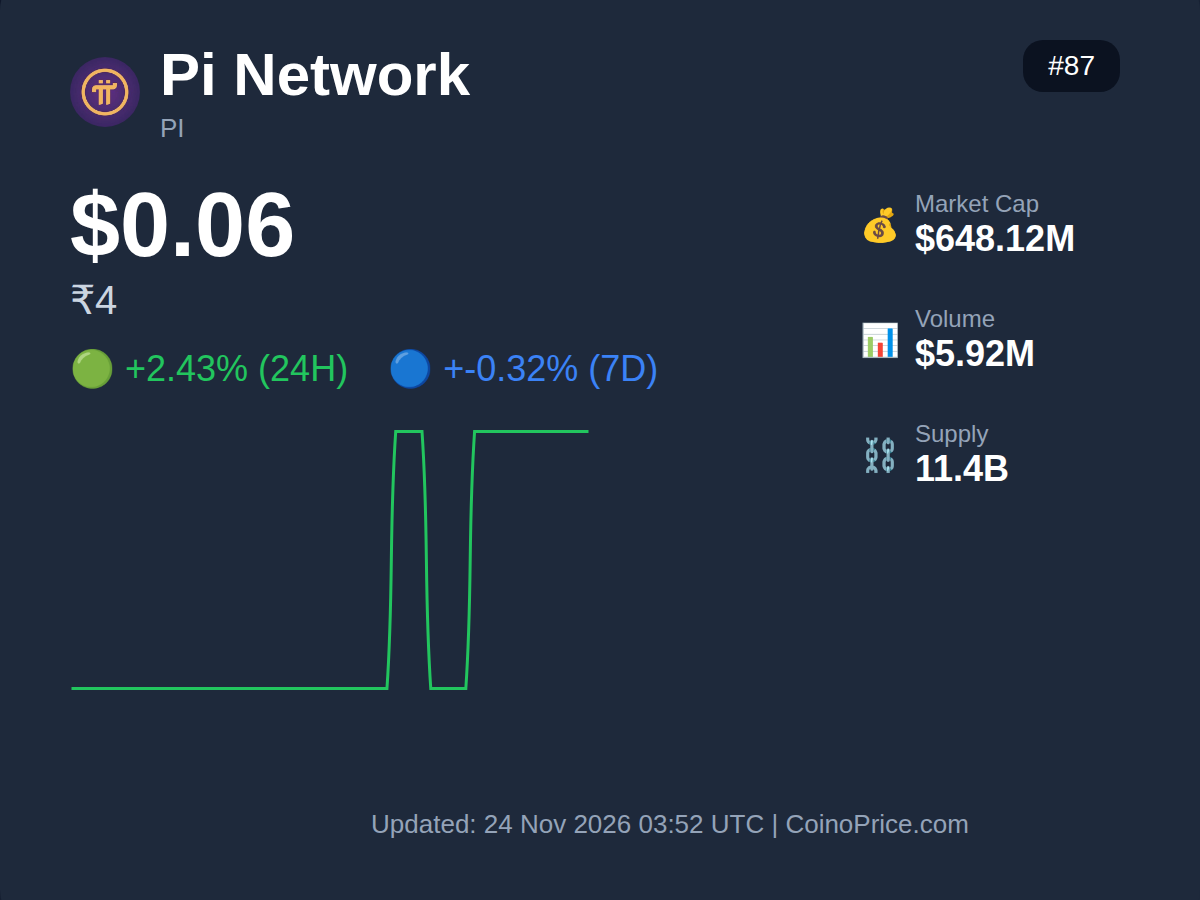 Pi Network
#87
PI
$0.06
₹4
+2.43% (24H)
+-0.32% (7D)
Market Cap
$648.12M
Volume
$5.92M
Supply
11.4B
Updated: 24 Nov 2026 03:52 UTC | CoinoPrice.com